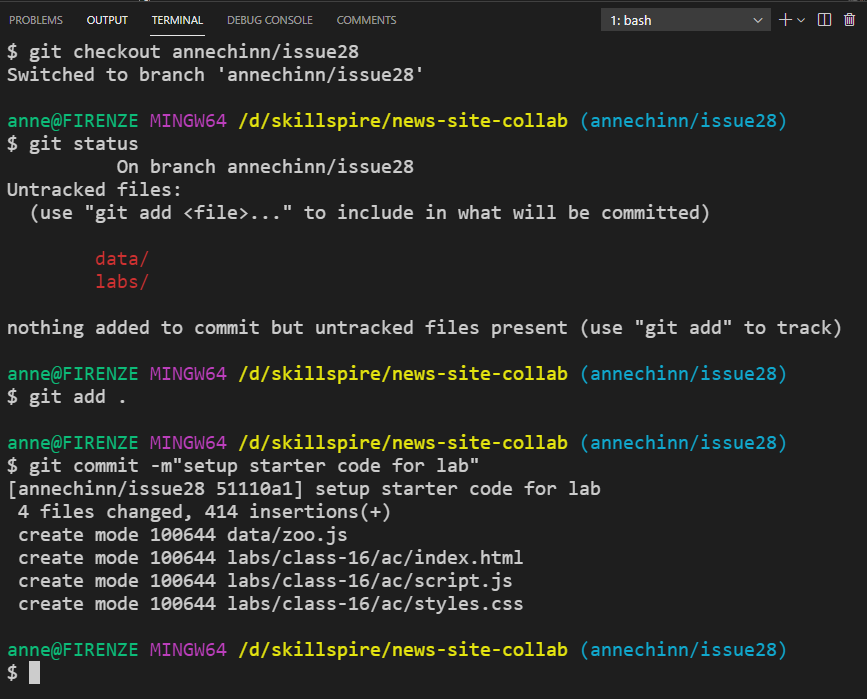 PROBLEMS OUTPUT TERMINAL DEBUG CONSOLE COMMENTS 1: bash
$ git checkout annechinn/issue28
Switched to branch 'annechinn/issue28'
anne@FIRENZE MINGW64 /d/skillspire/news-site-collab (annechinn/issue28)
$ git status
On branch annechinn/issue28
Untracked files:
(use "git add <file>..." to include in what will be committed)
data/
labs/
nothing added to commit but untracked files present (use "git add" to track)
anne@FIRENZE MINGW64 /d/skillspire/news-site-collab (annechinn/issue28)
$ git add .
anne@FIRENZE MINGW64 /d/skillspire/news-site-collab (annechinn/issue28)
$ git commit -m"setup starter code for lab"
[annechinn/issue28 51110a1] setup starter code for lab
4 files changed, 414 insertions(+)
create mode 100644 data/zoo.js
create mode 100644 labs/class-16/ac/index.html
create mode 100644 labs/class-16/ac/script.js
create mode 100644 labs/class-16/ac/styles.css
anne@FIRENZE MINGW64 /d/skillspire/news-site-collab (annechinn/issue28)
$